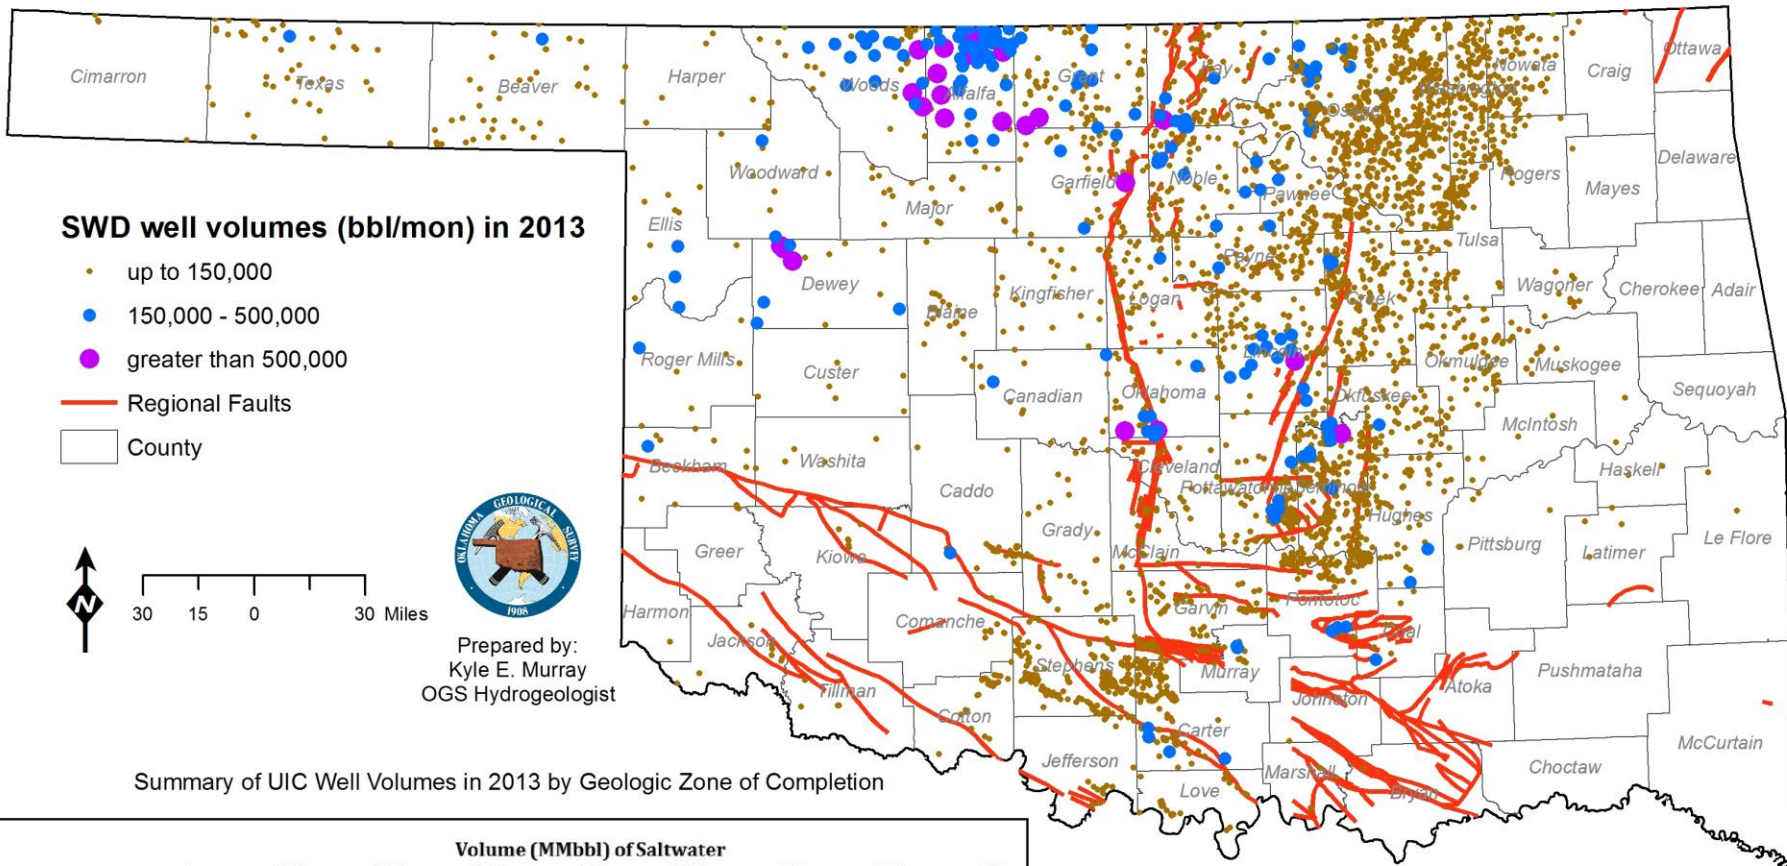 Cimarron
Texas
Beaver
Harper
Woods
Alfalfa
Grant
Kay
Osage
Washington
Nowata
Craig
Ottawa
Woodward
Major
Garfield
Noble
Pawnee
Rogers
Mayes
Delaware
Ellis
Dewey
Blaine
Kingfisher
Logan
Payne
Creek
Tulsa
Wagoner
Cherokee
Adair
Roger Mills
Custer
Canadian
Oklahoma
Lincoln
Okfuskee
Okmulgee
Muskogee
Sequoyah
McIntosh
Haskell
Beckham
Washita
Caddo
Grady
Cleveland
Pottawatomie
Seminole
Hughes
Pittsburg
Latimer
Le Flore
Greer
Kiowa
McClain
Harmon
Jackson
Comanche
Garvin
Pontotoc
Coal
Tillman
Cotton
Stephens
Murray
Johnston
Atoka
Pushmataha
Jefferson
Carter
Love
Marshall
Bryan
Choctaw
McCurtain
SWD well volumes (bbl/mon) in 2013
up to 150,000
150,000 - 500,000
greater than 500,000
Regional Faults
County
N
30 15 0 30 Miles
OKLAHOMA GEOLOGICAL SURVEY
1908
Prepared by:
Kyle E. Murray
OGS Hydrogeologist
Summary of UIC Well Volumes in 2013 by Geologic Zone of Completion
Volume (MMbbl) of Saltwater